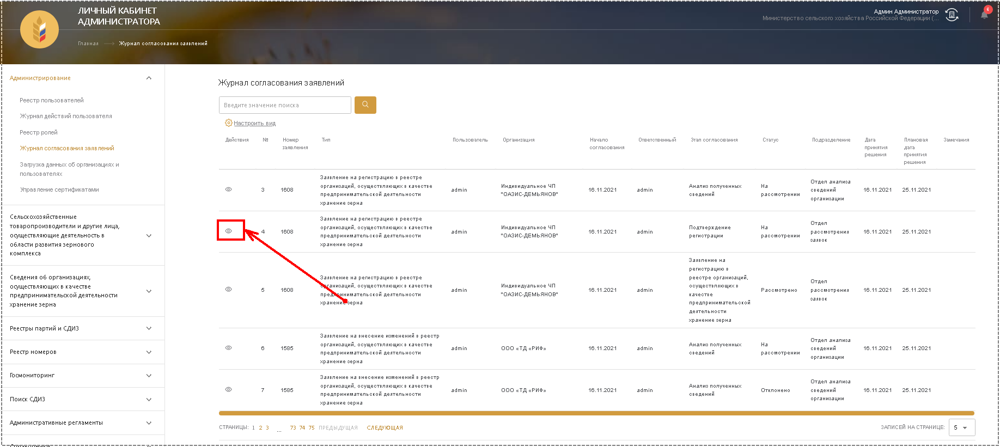 ЛИЧНЫЙ КАБИНЕТ
АДМИНИСТРАТОРА
Главная
Журнал согласования заявлений
Админ Администратор
Министерство сельского хозяйства Российской Федерации (...
6
Администрирование
Реестр пользователей
Журнал действий пользователя
Реестр ролей
Журнал согласования заявлений
Загрузка данных об организациях и
пользователях
Управление сертификатами
Сельскохозяйственные
товаропроизводители и другие лица,
осуществляющие деятельность в
области развития зернового
комплекса
Сведения об организациях,
осуществляющих в качестве
предпринимательской деятельности
хранение зерна
Реестры партий и СДИЗ
Реестр номеров
Госмониторинг
Поиск СДИЗ
Административные регламенты
Журнал согласования заявлений
Введите значение поиска
Настроить вид
Действия
№
Номер
заявления
Тип
Пользователь
Организация
Начало
согласования
Ответственный
Этап согласования
Статус
Подразделение
Дата
принятия
решения
Плановая
дата
принятия
решения
Замечания
3
1608
Заявление на регистрацию в реестре
организаций, осуществляющих в качестве
предпринимательской деятельности
хранение зерна
admin
Индивидуальное ЧП
"ОАЗИС-ДЕМЬЯНОВ"
16.11.2021
admin
Анализ полученных
сведений
На
рассмотрении
Отдел анализа
сведений
организации
16.11.2021
25.11.2021
4
1608
Заявление на регистрацию в реестре
организаций, осуществляющих в качестве
предпринимательской деятельности
хранение зерна
admin
Индивидуальное ЧП
"ОАЗИС-ДЕМЬЯНОВ"
16.11.2021
admin
Подтверждение
регистрации
На
рассмотрении
Отдел
рассмотрения
заявок
16.11.2021
25.11.2021
5
1608
Заявление на регистрацию в реестре
организаций, осуществляющих в качестве
предпринимательской деятельности
хранение зерна
admin
Индивидуальное ЧП
"ОАЗИС-ДЕМЬЯНОВ"
16.11.2021
admin
Заявление на
регистрацию в
реестре организаций,
осуществляющих в
качестве
предпринимательской
деятельности
хранение зерна
Рассмотрено
Отдел
рассмотрения
заявок
16.11.2021
25.11.2021
6
1585
Заявление на внесение изменений в реестр
организаций, осуществляющих в качестве
предпринимательской деятельности
хранение зерна
admin
ООО «ТД «РИФ»
16.11.2021
admin
Анализ полученных
сведений
На
рассмотрении
Отдел анализа
сведений
организации
16.11.2021
25.11.2021
7
1585
Заявление на внесение изменений в реестр
организаций, осуществляющих в качестве
предпринимательской деятельности
хранение зерна
admin
ООО «ТД «РИФ»
16.11.2021
admin
Анализ полученных
сведений
Отклонено
Отдел анализа
сведений
организации
16.11.2021
25.11.2021
СТРАНИЦЫ: 1 2 3 ... 73 74 75 ПРЕДЫДУЩАЯ СЛЕДУЮЩАЯ
ЗАПИСЕЙ НА СТРАНИЦЕ: 5